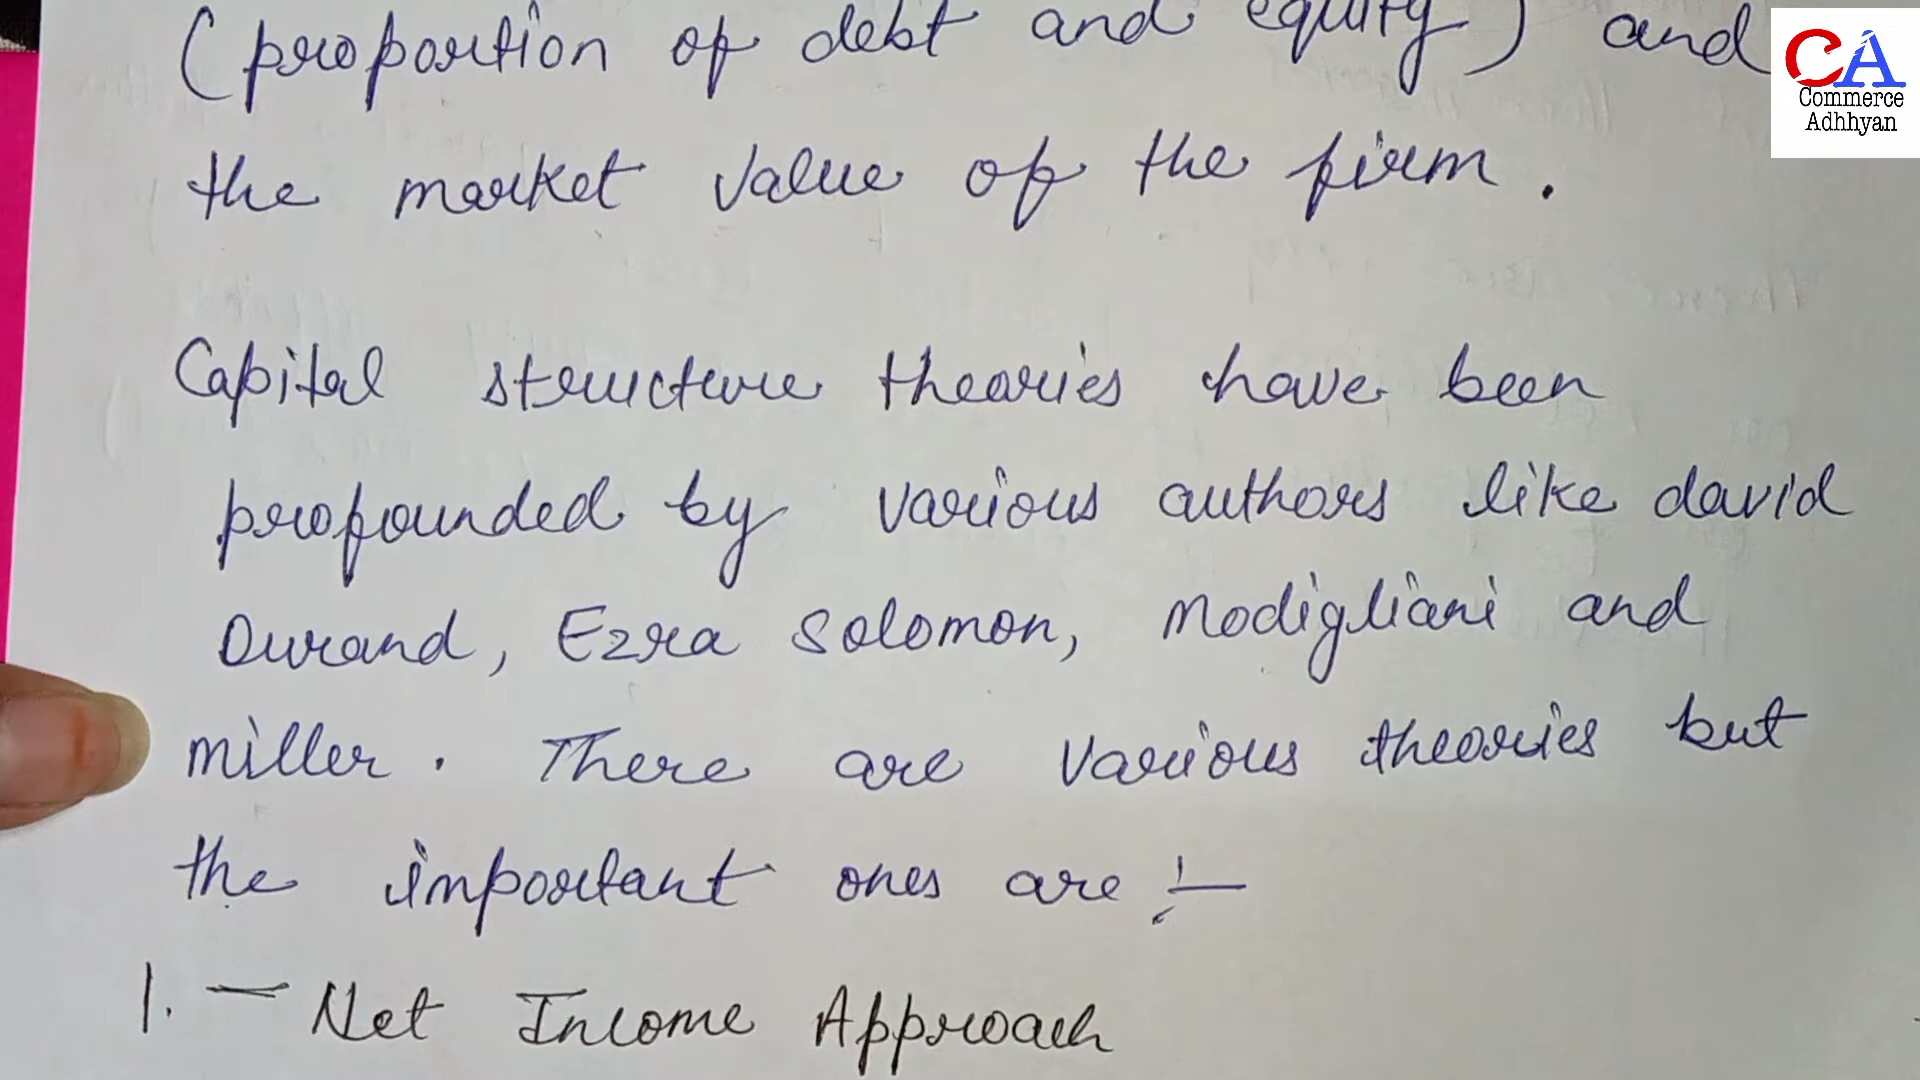 (proportion of debt and equity) and
the market value of the firm.
Capital structure theories have been
profounded by various authors like david
Durand, Ezra Solomon, Modigliani and
miller. There are various theories but
the important ones are :-
1. - Net Income Approach
CA
Commerce
Adhhyan